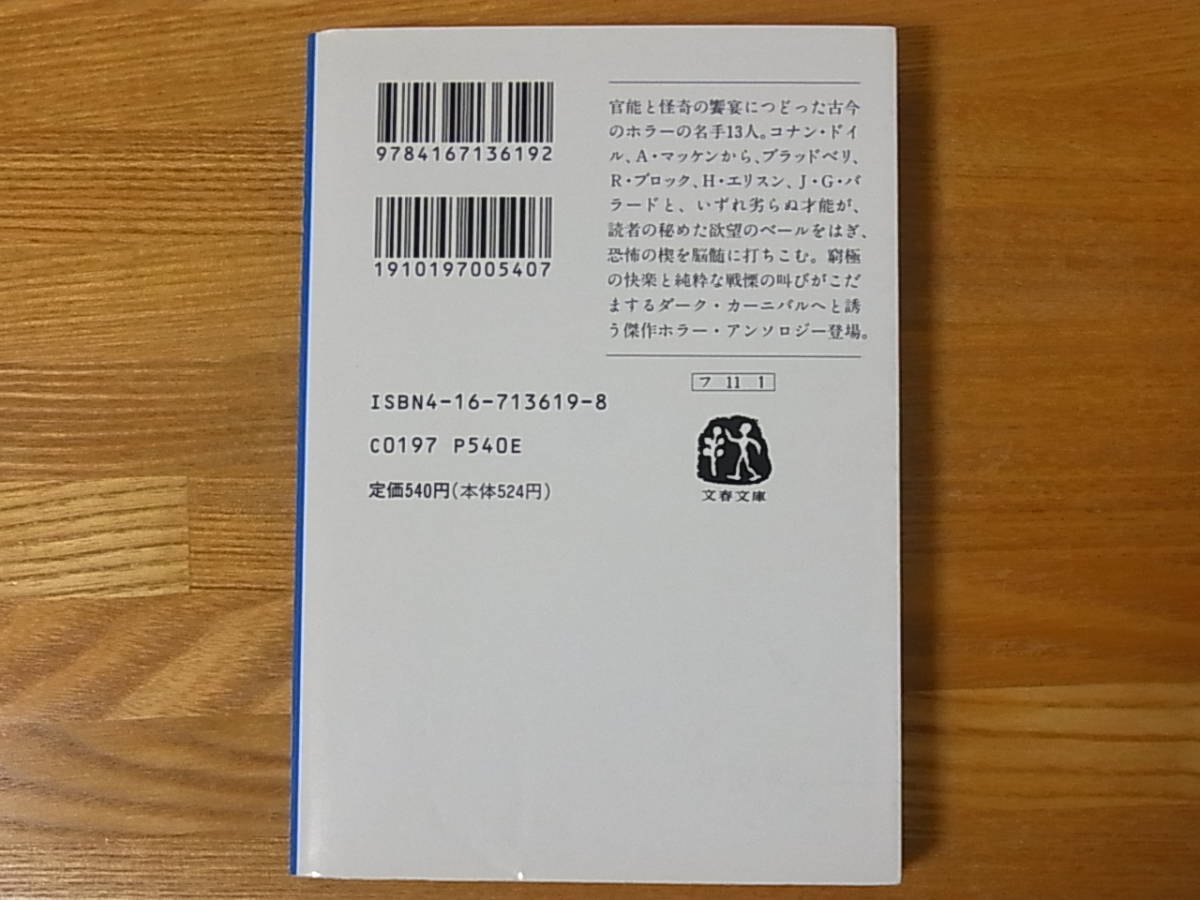 9784167136192
1910197005407
官能と怪奇の饗宴につどった古今
のホラーの名手13人。コナン・ドイ
ル、A・マッケンから、ブラッドベリ、
R・ブロック、H・エリスン、J・G・バ
ラードと、いずれ劣らぬ才能が、
読者の秘めた欲望のベールをはぎ、
恐怖の楔を脳髄に打ちこむ。窮極
の快楽と純粋な戦慄の叫びがこだ
まするダーク・カーニバルへと誘
う傑作ホラー・アンソロジー登場。
フ 11 1
文春文庫
ISBN4-16-713619-8
C0197 P540E
定価540円(本体524円)